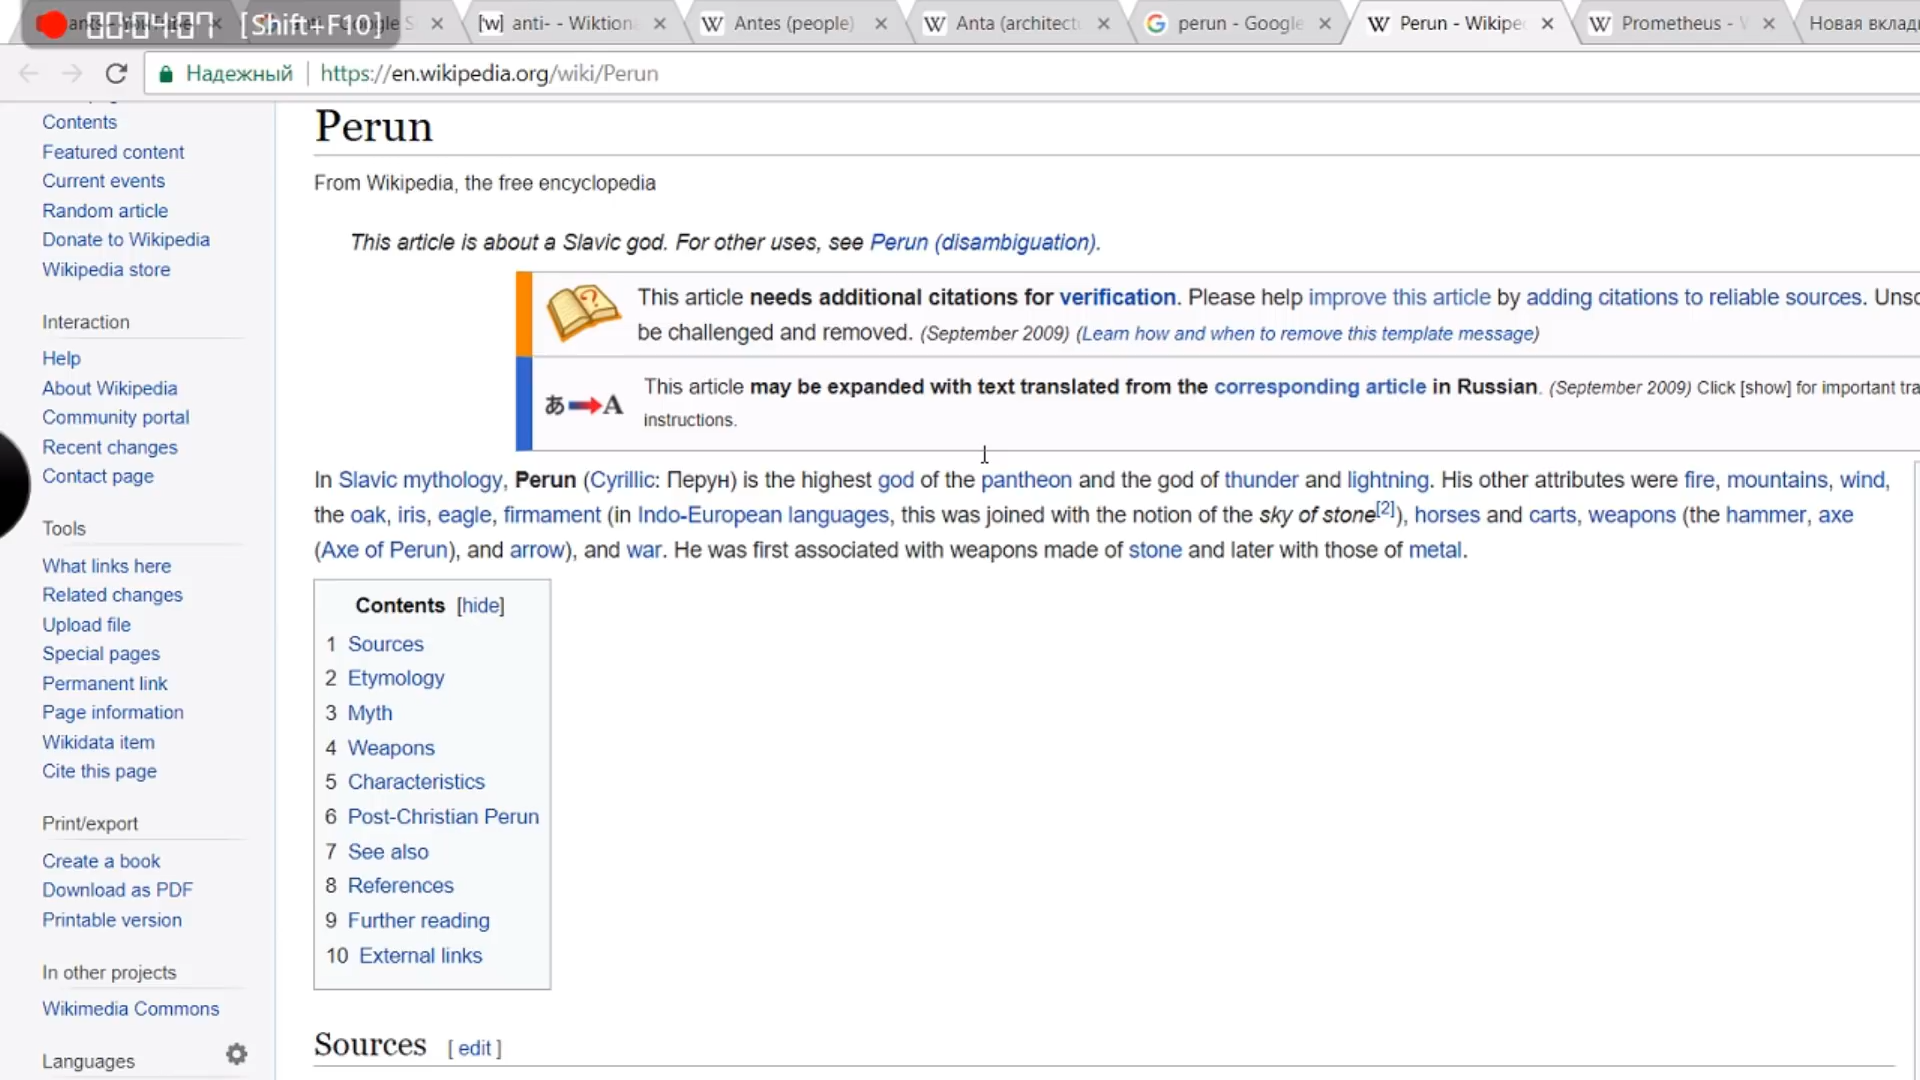 00:04:07 [Shift+F10]
anti- - Wiktiona
Antes (people)
Anta (architectu
perun - Google
Perun - Wikipe
Prometheus -
Новая вклад
Надежный
https://en.wikipedia.org/wiki/Perun
Contents
Featured content
Current events
Random article
Donate to Wikipedia
Wikipedia store
Interaction
Help
About Wikipedia
Community portal
Recent changes
Contact page
Tools
What links here
Related changes
Upload file
Special pages
Permanent link
Page information
Wikidata item
Cite this page
Print/export
Create a book
Download as PDF
Printable version
In other projects
Wikimedia Commons
Languages
Perun
From Wikipedia, the free encyclopedia
This article is about a Slavic god. For other uses, see Perun (disambiguation).
This article needs additional citations for verification. Please help improve this article by adding citations to reliable sources. Unso
be challenged and removed. (September 2009) (Learn how and when to remove this template message)
あ A
This article may be expanded with text translated from the corresponding article in Russian. (September 2009) Click [show] for important tra
instructions.
In Slavic mythology, Perun (Cyrillic: Перун) is the highest god of the pantheon and the god of thunder and lightning. His other attributes were fire, mountains, wind,
the oak, iris, eagle, firmament (in Indo-European languages, this was joined with the notion of the sky of stone[2]), horses and carts, weapons (the hammer, axe
(Axe of Perun), and arrow), and war. He was first associated with weapons made of stone and later with those of metal.
Contents [hide]
1 Sources
2 Etymology
3 Myth
4 Weapons
5 Characteristics
6 Post-Christian Perun
7 See also
8 References
9 Further reading
10 External links
Sources [ edit ]